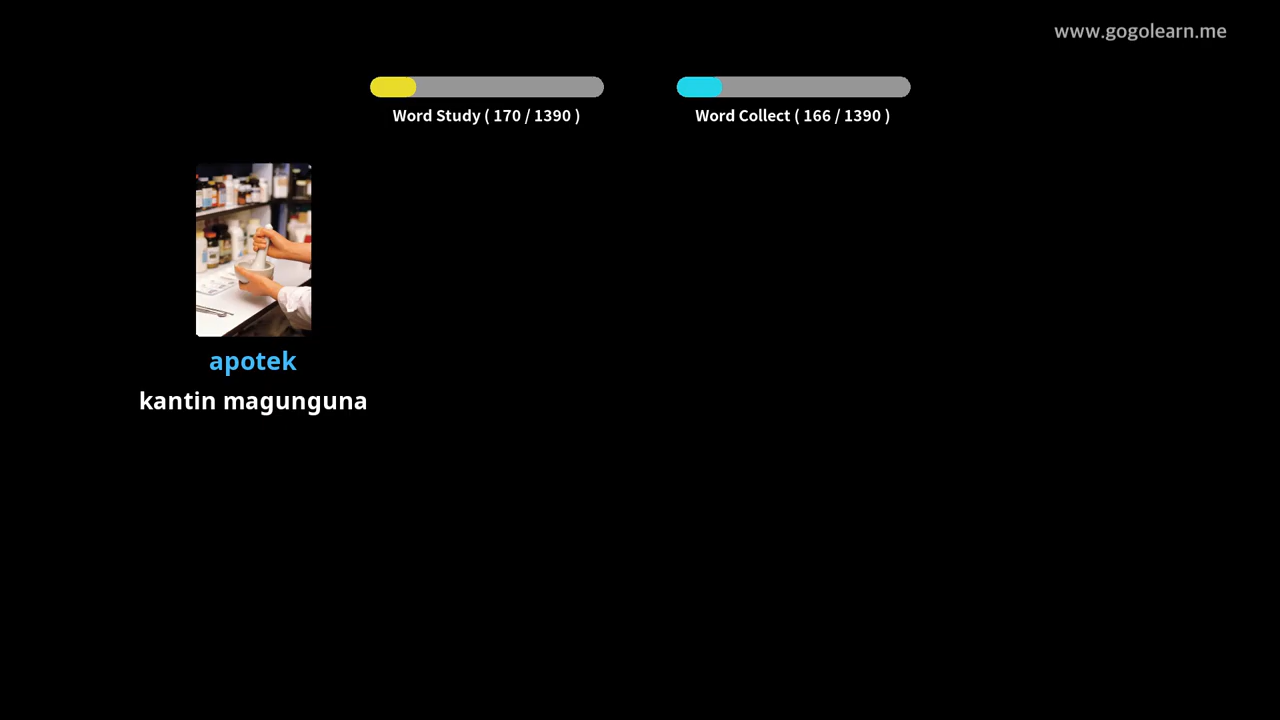 www.gogolearn.me
Word Study ( 170 / 1390 )
Word Collect ( 166 / 1390 )
apotek
kantin magunguna